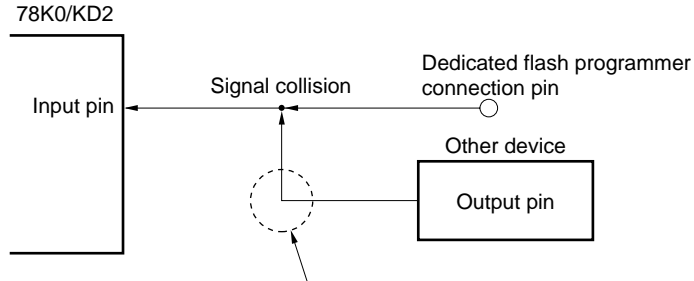 78K0/KD2
Dedicated flash programmer
connection pin
Signal collision
Input pin
Other device
Output pin